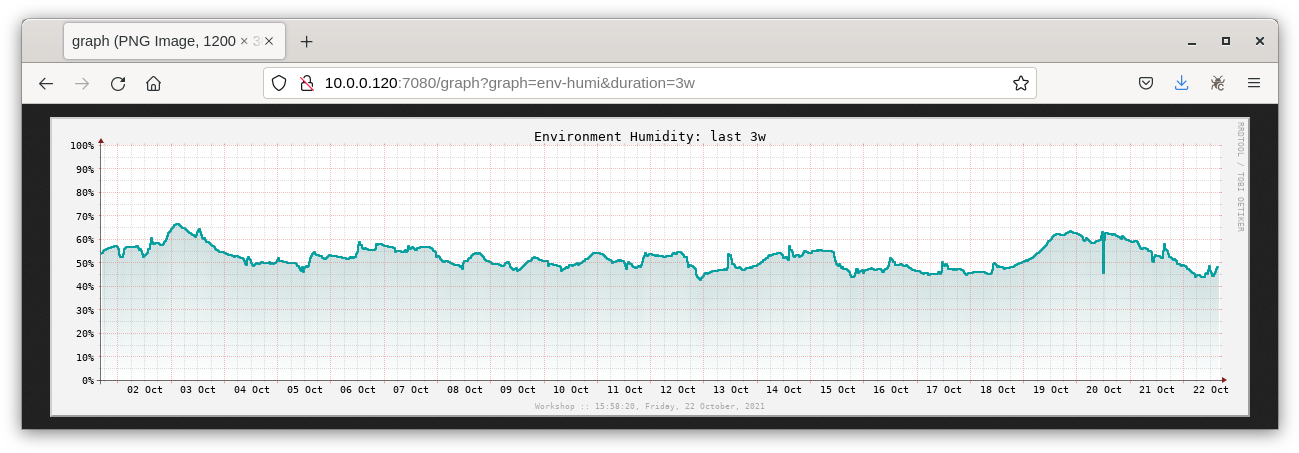 graph (PNG Image, 1200 × 3
10.0.0.120:7080/graph?graph=env-humi&duration=3w
Environment Humidity: last 3w
RRDTOOL / TOBI OETIKER
100%
90%
80%
70%
60%
50%
40%
30%
20%
10%
0%
02 Oct 03 Oct 04 Oct 05 Oct 06 Oct 07 Oct 08 Oct 09 Oct 10 Oct 11 Oct 12 Oct 13 Oct 14 Oct 15 Oct 16 Oct 17 Oct 18 Oct 19 Oct 20 Oct 21 Oct 22 Oct
Workshop :: 15:58:20, Friday, 22 October, 2021